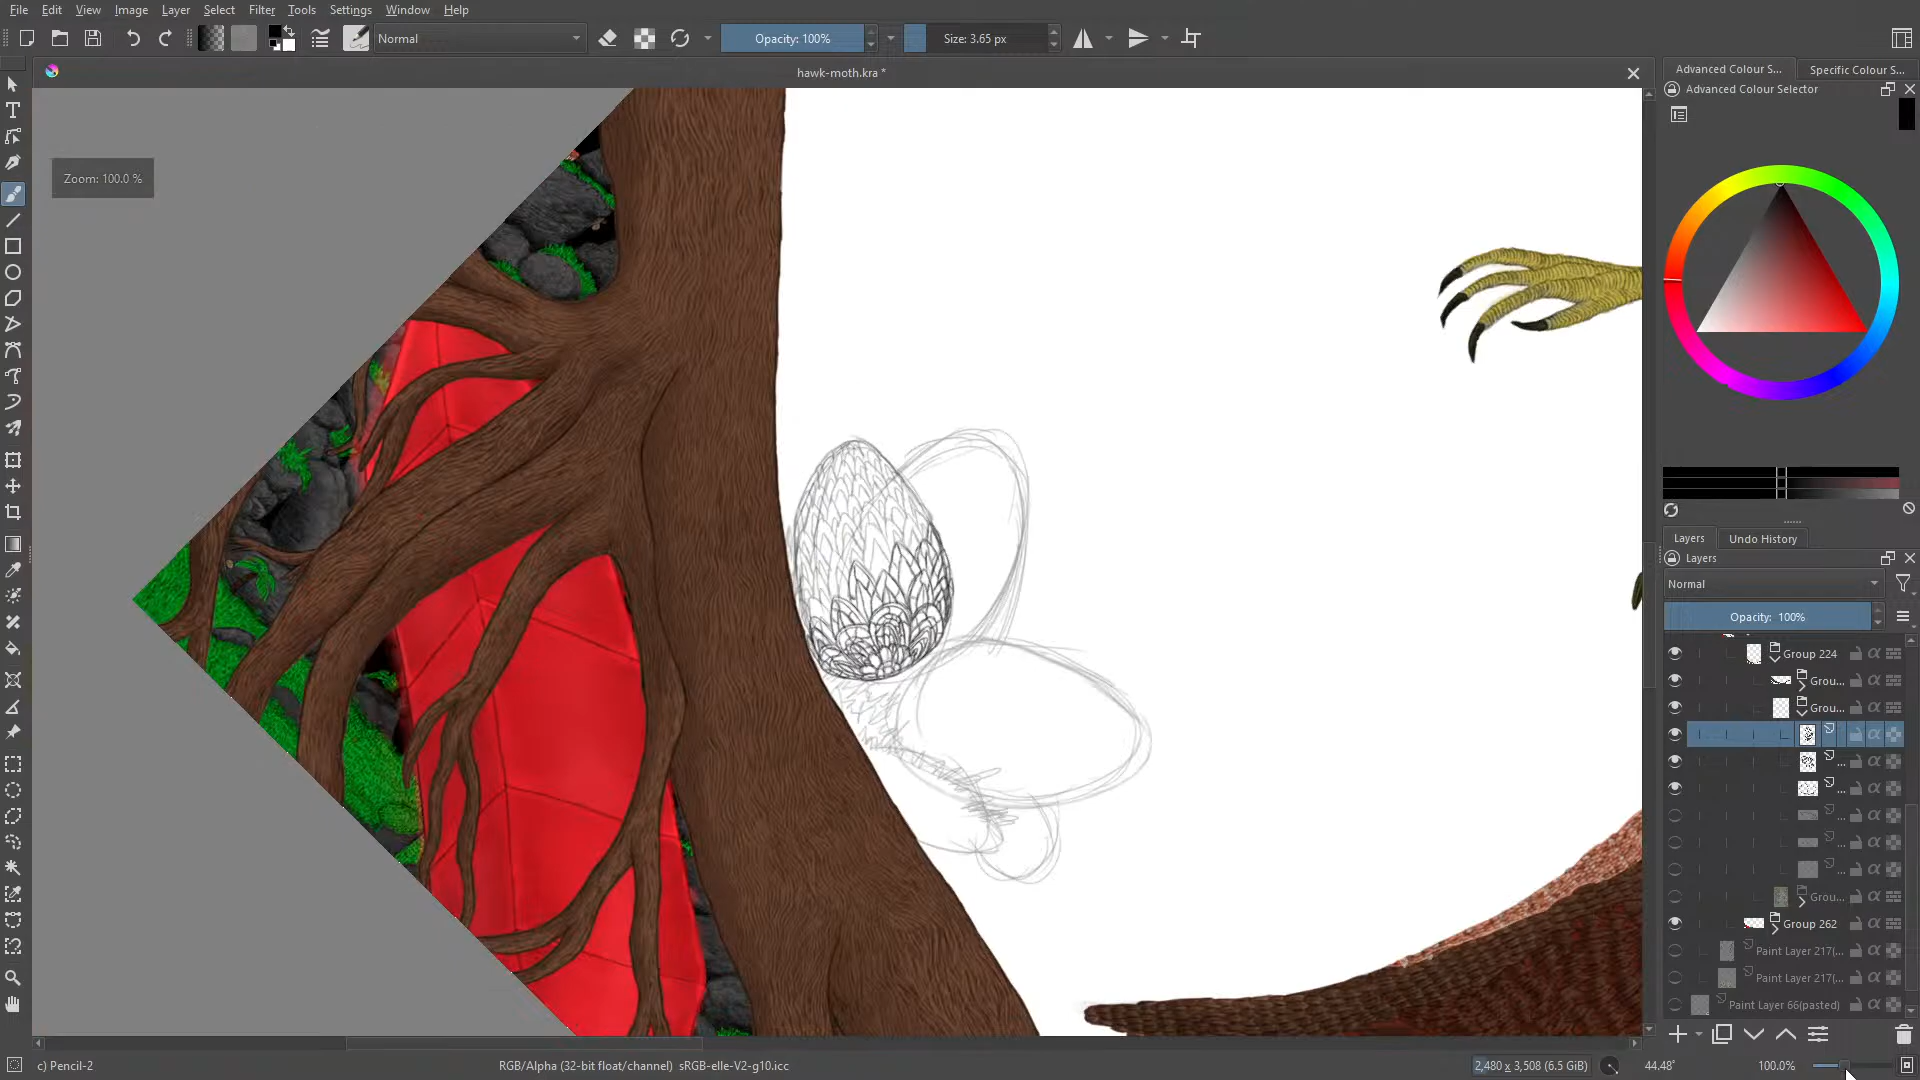 File Edit View Image Layer Select Filter Tools Settings Window Help
Normal
Opacity: 100%
Size: 3.65 px
hawk-moth.kra *
Advanced Colour S...
Specific Colour S...
Advanced Colour Selector
Zoom: 100.0 %
Layers
Undo History
Layers
Normal
Opacity: 100%
Group 224
Grou...
Grou...
...
...
...
...
...
Grou...
Group 262
Paint Layer 217(...
Paint Layer 217(...
Paint Layer 66(pasted)
c) Pencil-2
RGB/Alpha (32-bit float/channel) sRGB-elle-V2-g10.icc
2,480 x 3,508 (6.5 GiB)
44.48°
100.0%